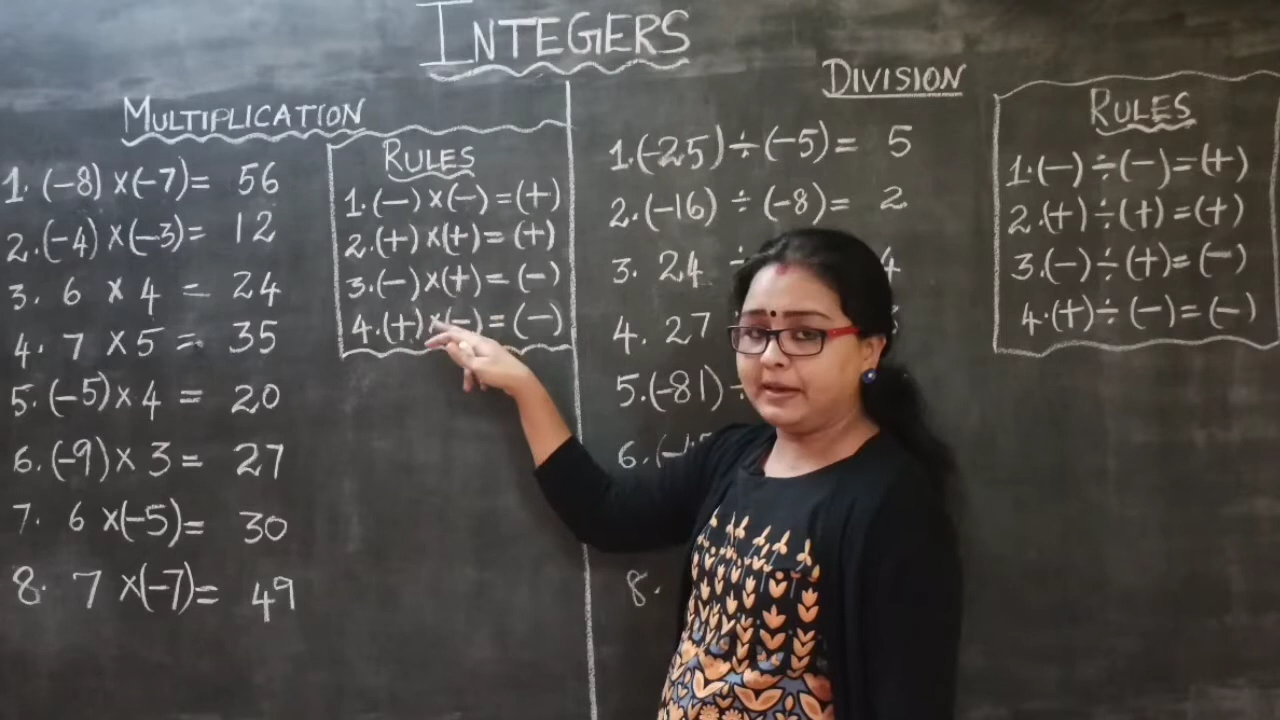 INTEGERS
MULTIPLICATION
1. (-8) × (-7) = 56
2. (-4) × (-3) = 12
3. 6 × 4 = 24
4. 7 × 5 = 35
5. (-5) × 4 = 20
6. (-9) × 3 = 27
7. 6 × (-5) = 30
8. 7 × (-7) = 49
RULES
1. (-) × (-) = (+)
2. (+) × (+) = (+)
3. (-) × (+) = (-)
4. (+) × (-) = (-)
DIVISION
1. (-25) ÷ (-5) = 5
2. (-16) ÷ (-8) = 2
3. 24 ÷ 4
4. 27
5. (-81) ÷
6. (-
8.
RULES
1. (-) ÷ (-) = (+)
2. (+) ÷ (+) = (+)
3. (-) ÷ (+) = (-)
4. (+) ÷ (-) = (-)